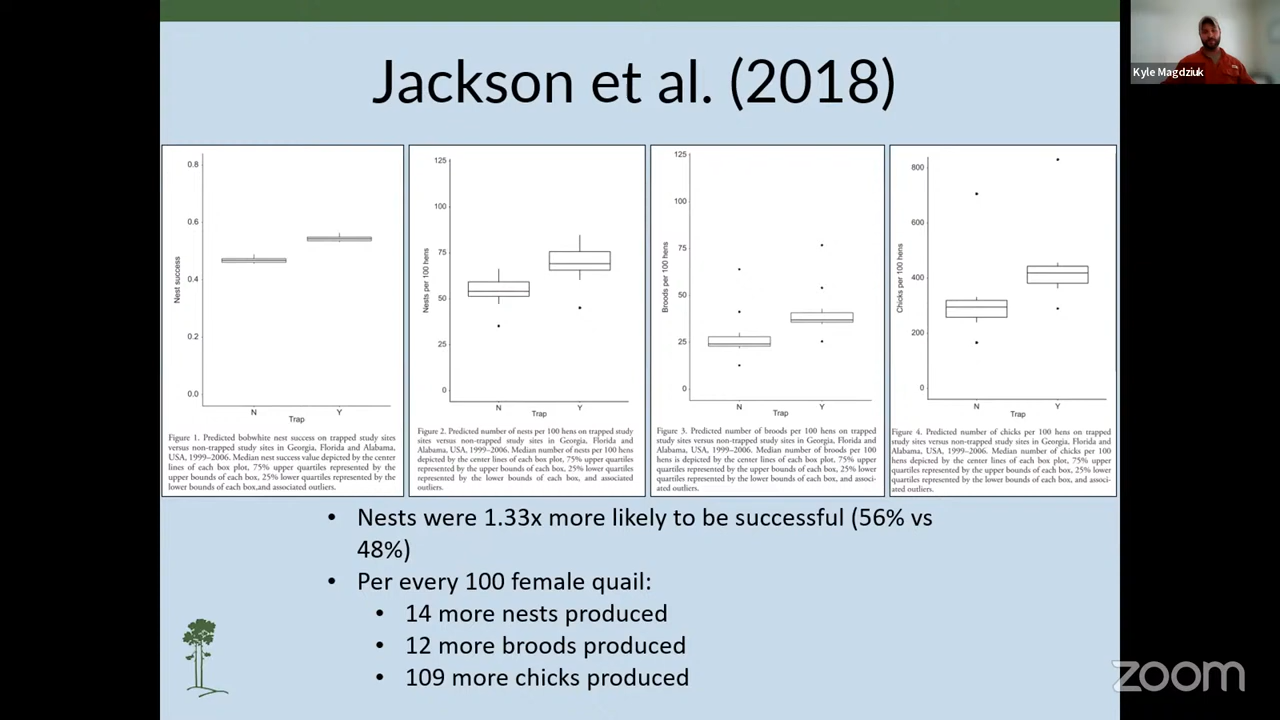 Jackson et al. (2018)
Kyle Magdziuk
0.8
0.6
0.4
0.2
0.0
Nest success
N
Y
Trap
Figure 1. Predicted bobwhite nest success on trapped study sites
versus non-trapped study sites in Georgia, Florida and Alabama,
USA, 1999–2006. Median nest success value depicted by the center
lines of each box plot, 75% upper quartiles represented by the
upper bounds of each box, 25% lower quartiles represented by the
lower bounds of each box,and associated outliers.
125
100
75
50
25
0
Nests per 100 hens
N
Y
Trap
Figure 2. Predicted number of nests per 100 hens on trapped study
sites versus non-trapped study sites in Georgia, Florida and
Alabama, USA, 1999–2006. Median number of nests per 100 hens
depicted by the center lines of each box plot, 75% upper quartiles
represented by the upper bounds of each box, 25% lower quartiles
represented by the lower bounds of each box, and associated
outliers.
125
100
75
50
25
0
Broods per 100 hens
N
Y
Trap
Figure 3. Predicted number of broods per 100 hens on trapped
study sites versus non-trapped study sites in Georgia, Florida and
Alabama, USA, 1999–2006. Median number of broods per 100
hens is depicted by the center lines of each box plot, 75% upper
quartiles represented by the upper bounds of each box, 25% lower
quartiles represented by the lower bounds of each box, and associ-
ated outliers.
800
600
400
200
0
Chicks per 100 hens
N
Y
Trap
Figure 4. Predicted number of chicks per 100 hens on trapped
study sites versus non-trapped study sites in Georgia, Florida and
Alabama, USA, 1999–2006. Median number of chicks per 100
hens depicted by the center lines of each box plot, 75% upper
quartiles represented by the upper bounds of each box, 25% lower
quartiles represented by the lower bounds of each box, and associ-
ated outliers.
• Nests were 1.33x more likely to be successful (56% vs
48%)
• Per every 100 female quail:
• 14 more nests produced
• 12 more broods produced
• 109 more chicks produced
zoom